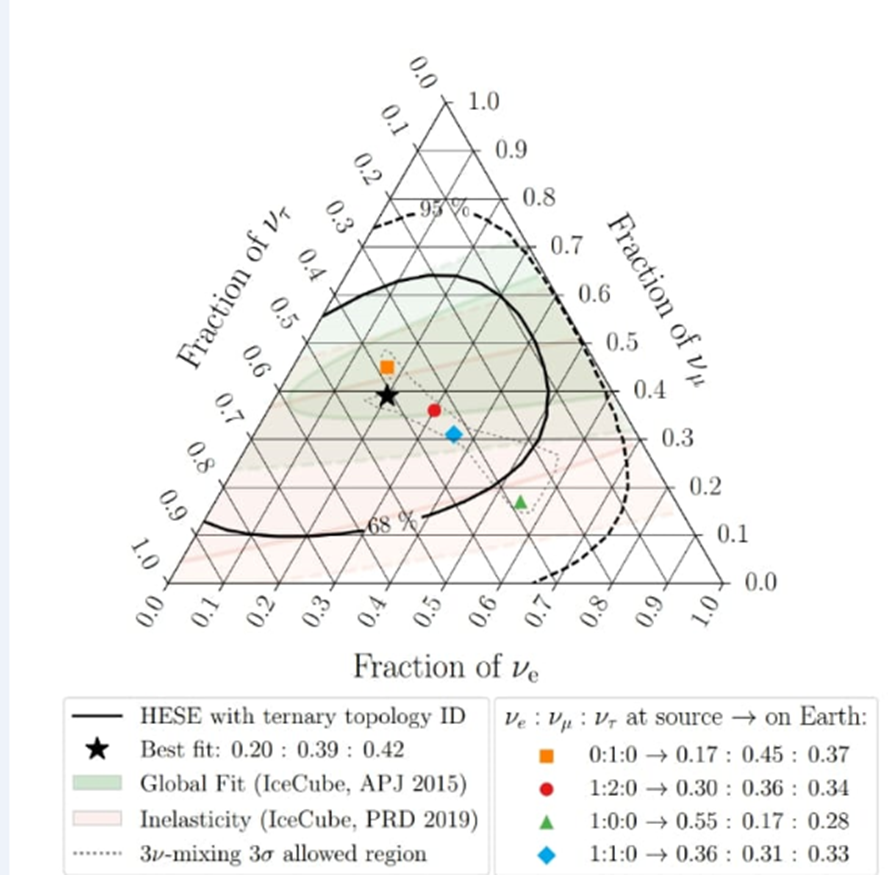 0.0
0.1
0.2
0.3
0.4
0.5
0.6
0.7
0.8
0.9
1.0
Fraction of ντ
1.0
0.9
0.8
0.7
0.6
0.5
0.4
0.3
0.2
0.1
0.0
Fraction of νμ
95 %
68 %
0.0 0.1 0.2 0.3 0.4 0.5 0.6 0.7 0.8 0.9 1.0
Fraction of νe
HESE with ternary topology ID
Best fit: 0.20 : 0.39 : 0.42
Global Fit (IceCube, APJ 2015)
Inelasticity (IceCube, PRD 2019)
3ν-mixing 3σ allowed region
νe : νμ : ντ at source → on Earth:
0:1:0 → 0.17 : 0.45 : 0.37
1:2:0 → 0.30 : 0.36 : 0.34
1:0:0 → 0.55 : 0.17 : 0.28
1:1:0 → 0.36 : 0.31 : 0.33